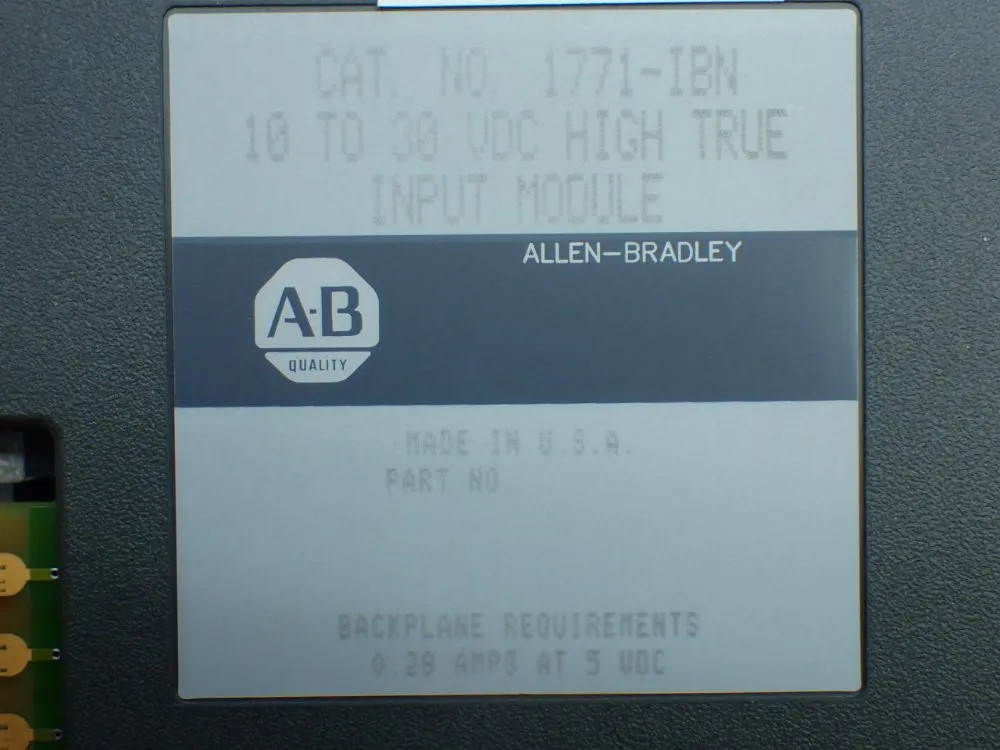 CAT. NO. 1771-IBN
10 TO 30 VDC HIGH TRUE
INPUT MODULE
ALLEN-BRADLEY
A-B
QUALITY
MADE IN U.S.A.
PART NO.
BACKPLANE REQUIREMENTS
0.28 AMPS AT 5 VDC